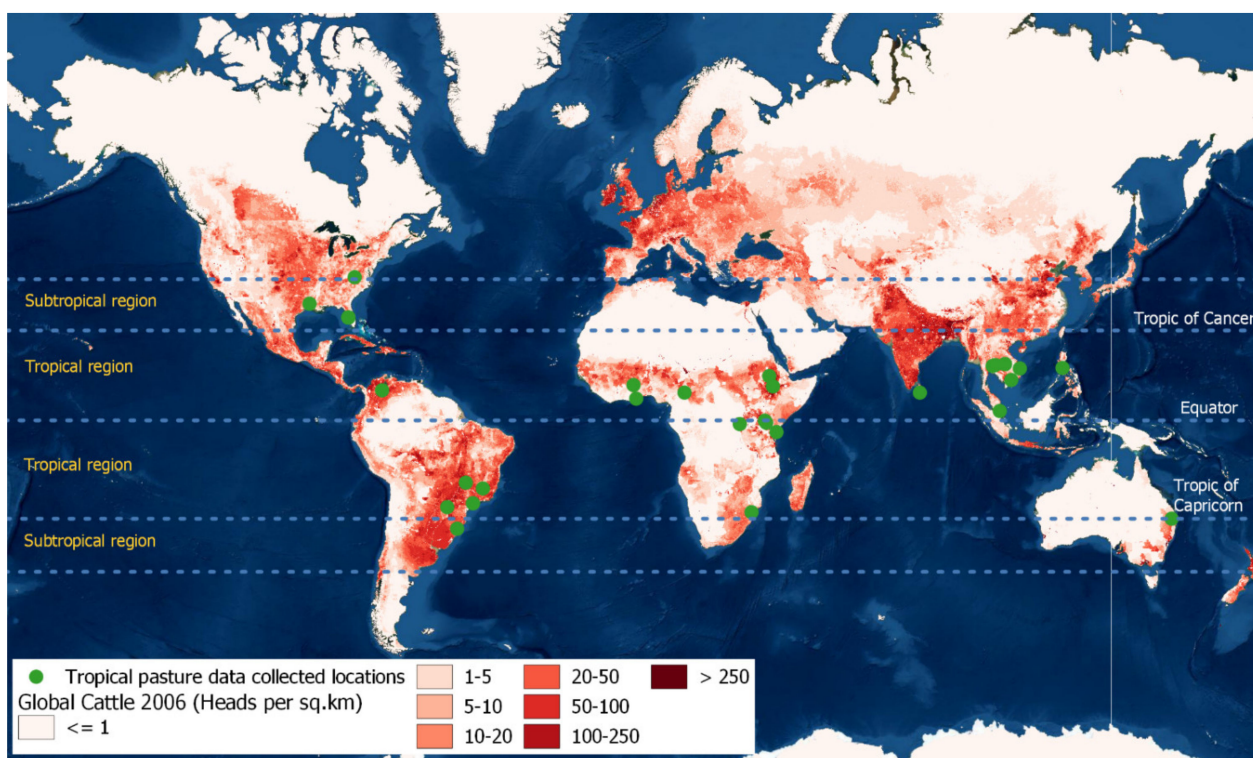 Subtropical region
Tropic of Cancer
Tropical region
Equator
Tropical region
Tropic of
Capricorn
Subtropical region
Tropical pasture data collected locations
Global Cattle 2006 (Heads per sq.km)
<= 1
1-5
5-10
10-20
20-50
50-100
100-250
> 250